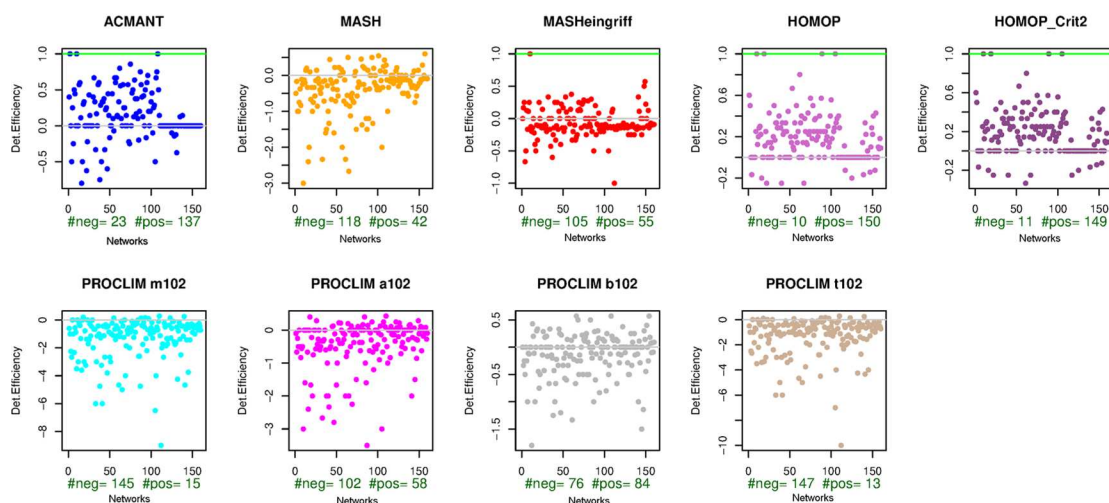 ACMANT
MASH
MASHeingriff
HOMOP
HOMOP_Crit2
Det.Efficiency
1.0
0.5
0.0
−0.5
0 50 100 150
#neg= 23 #pos= 137
Networks
Det.Efficiency
0.0
−1.0
−2.0
−3.0
0 50 100 150
#neg= 118 #pos= 42
Networks
Det.Efficiency
1.0
0.5
0.0
−0.5
−1.0
0 50 100 150
#neg= 105 #pos= 55
Networks
Det.Efficiency
1.0
0.6
0.2
−0.2
0 50 100 150
#neg= 10 #pos= 150
Networks
Det.Efficiency
1.0
0.6
0.2
−0.2
0 50 100 150
#neg= 11 #pos= 149
Networks
PROCLIM m102
PROCLIM a102
PROCLIM b102
PROCLIM t102
Det.Efficiency
0
−2
−4
−6
−8
0 50 100 150
#neg= 145 #pos= 15
Networks
Det.Efficiency
0
−1
−2
−3
0 50 100 150
#neg= 102 #pos= 58
Networks
Det.Efficiency
0.5
−0.5
−1.5
0 50 100 150
#neg= 76 #pos= 84
Networks
Det.Efficiency
0
−2
−4
−6
−10
0 50 100 150
#neg= 147 #pos= 13
Networks